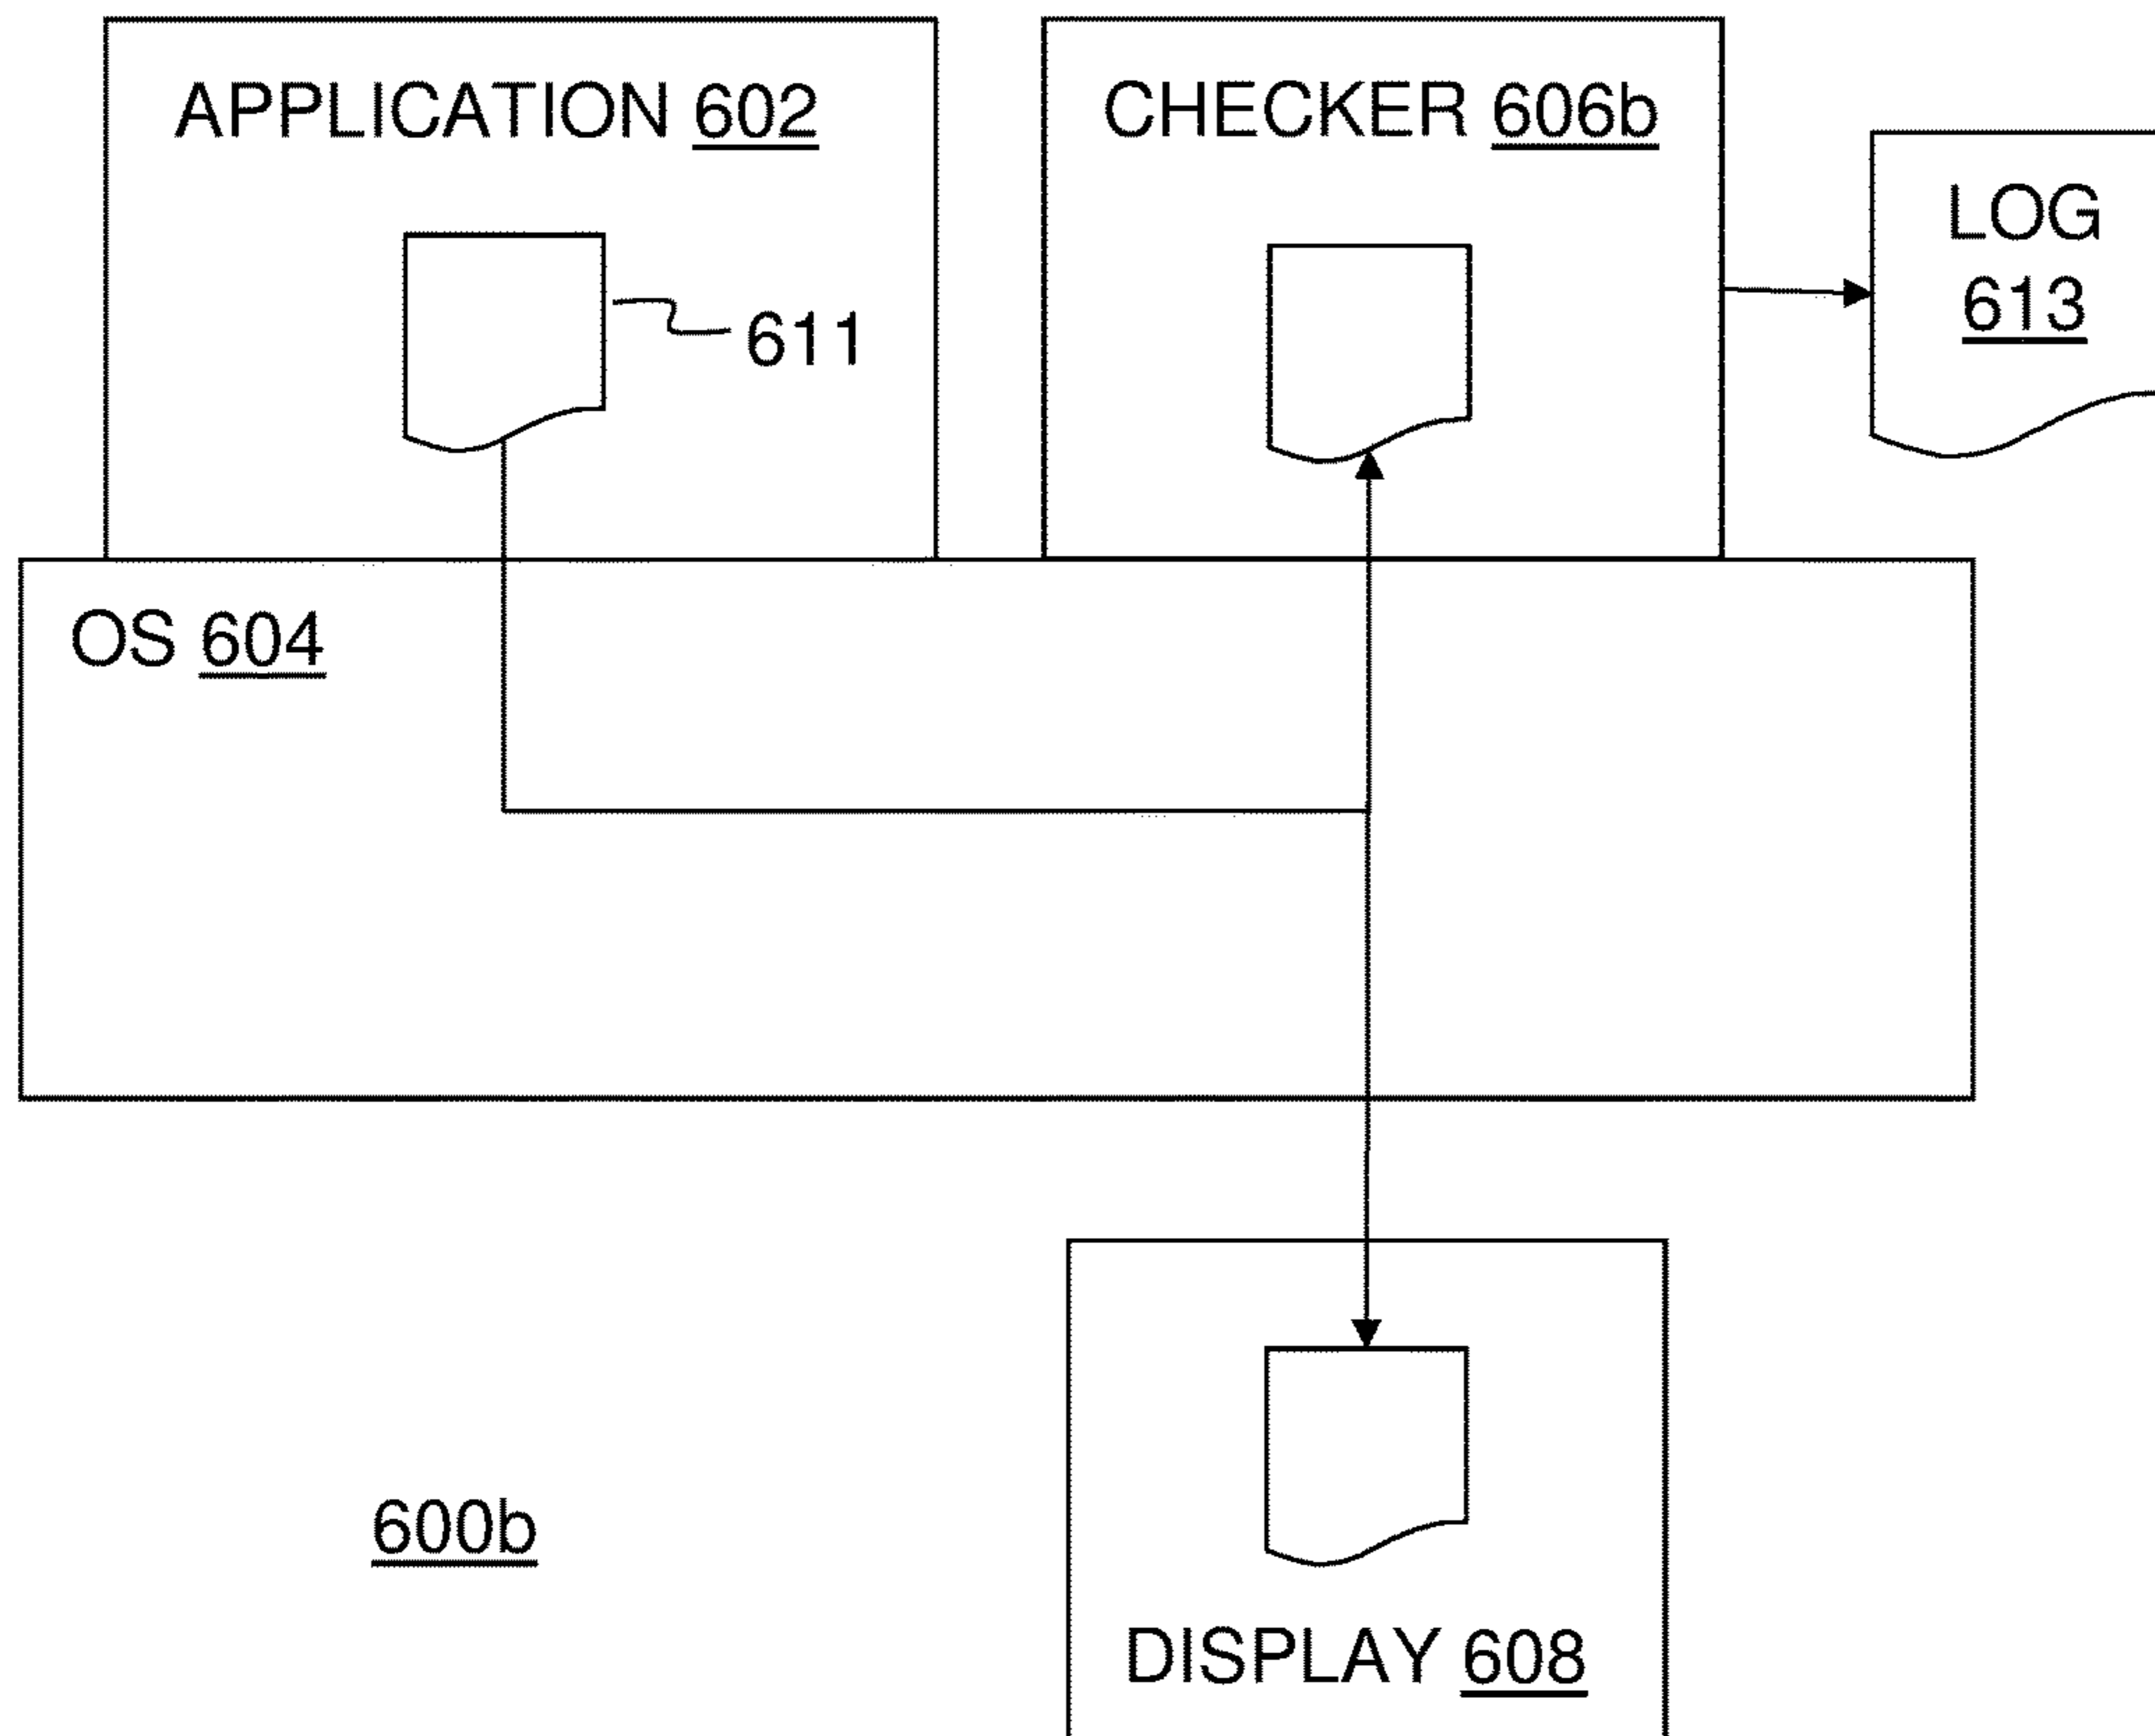 APPLICATION 602
CHECKER 606b
LOG
613
611
OS 604
600b
DISPLAY 608